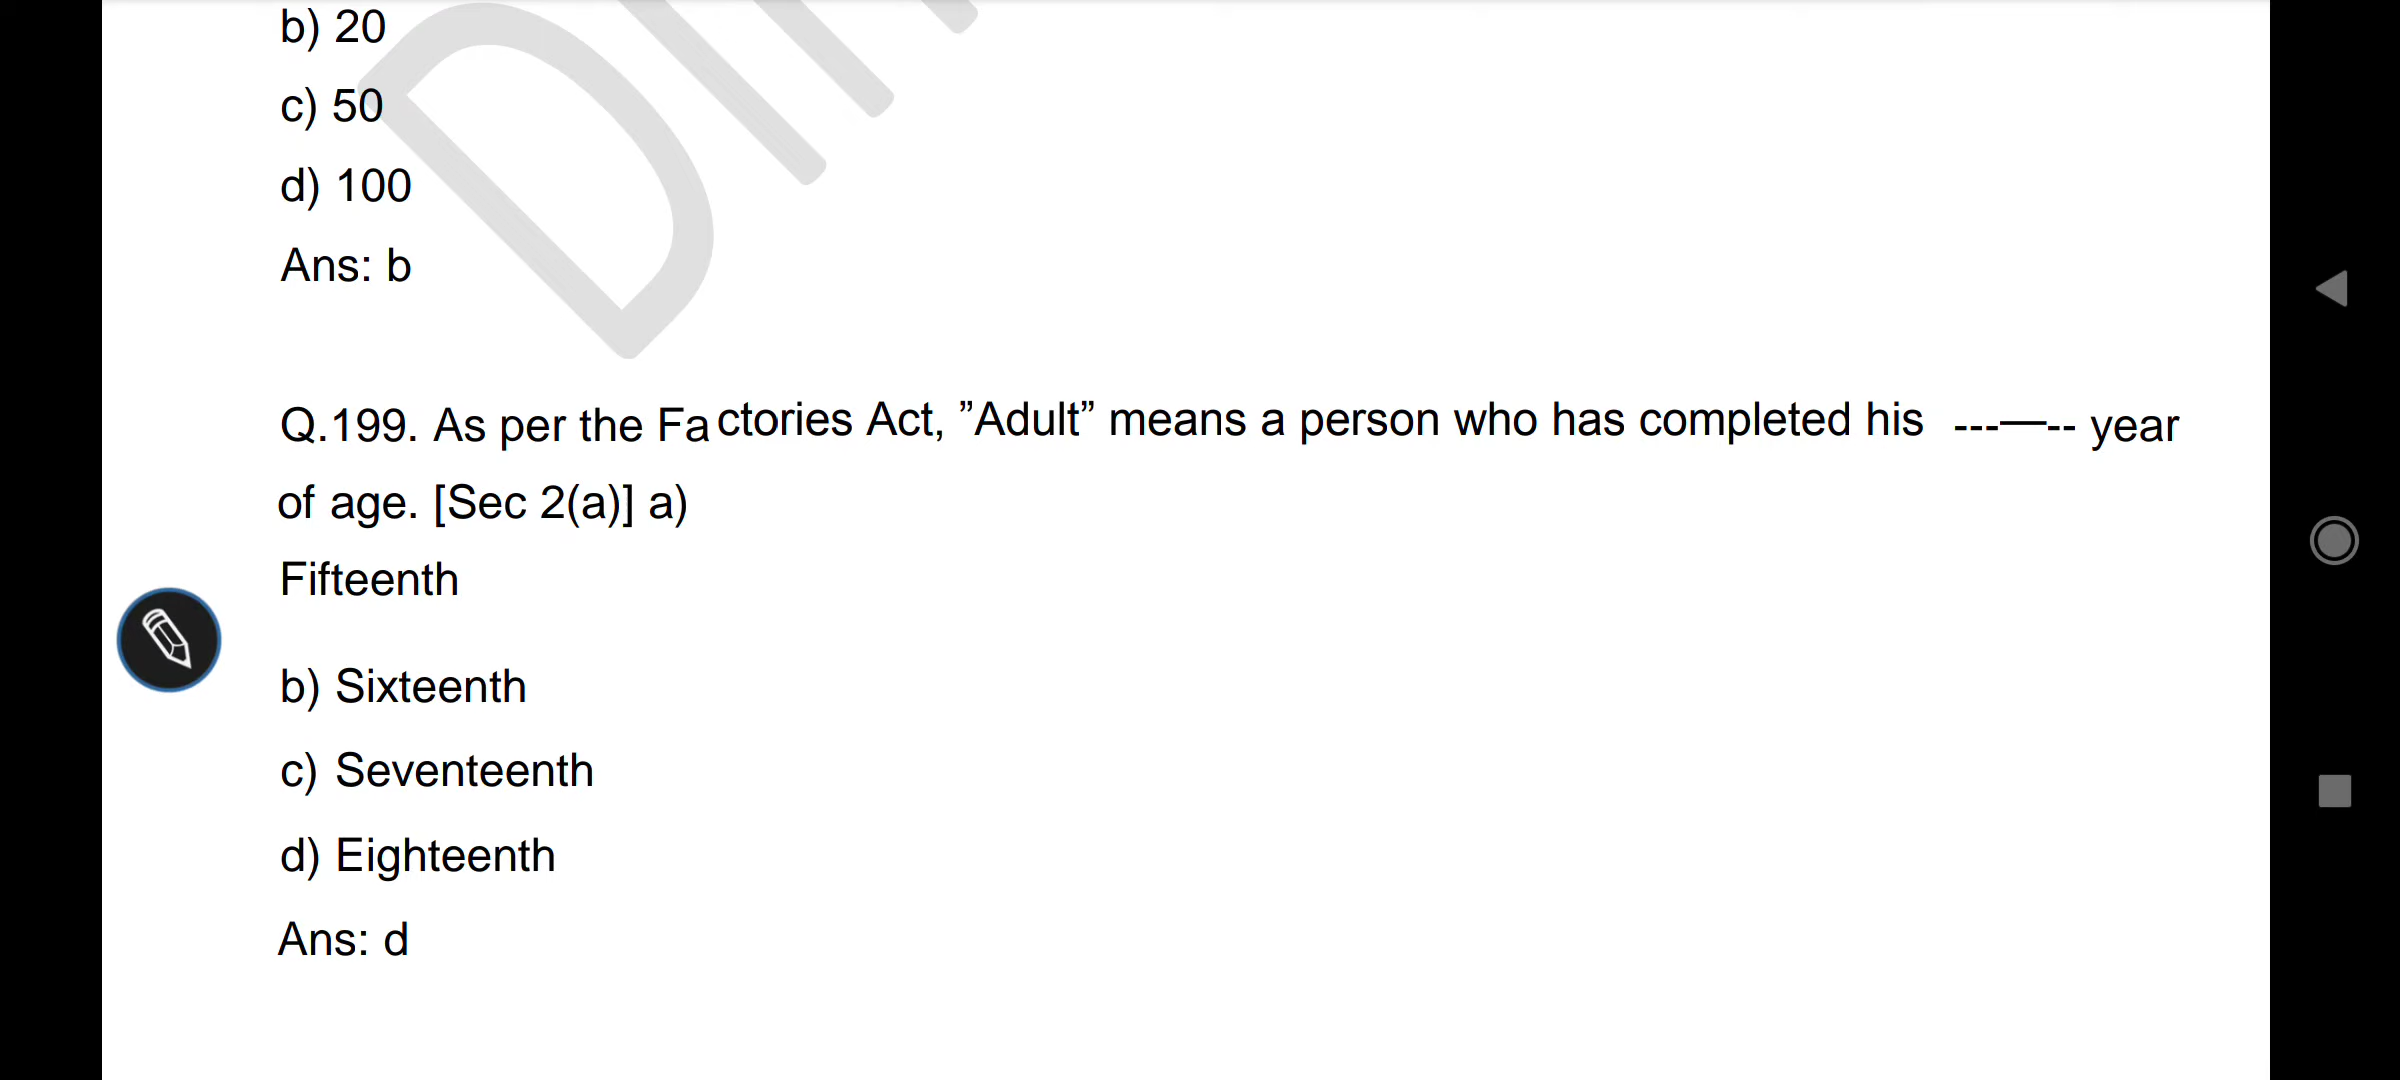 b) 20
c) 50
d) 100
Ans: b
Q.199. As per the Factories Act, ”Adult” means a person who has completed his ---—-- year
of age. [Sec 2(a)] a)
Fifteenth
b) Sixteenth
c) Seventeenth
d) Eighteenth
Ans: d